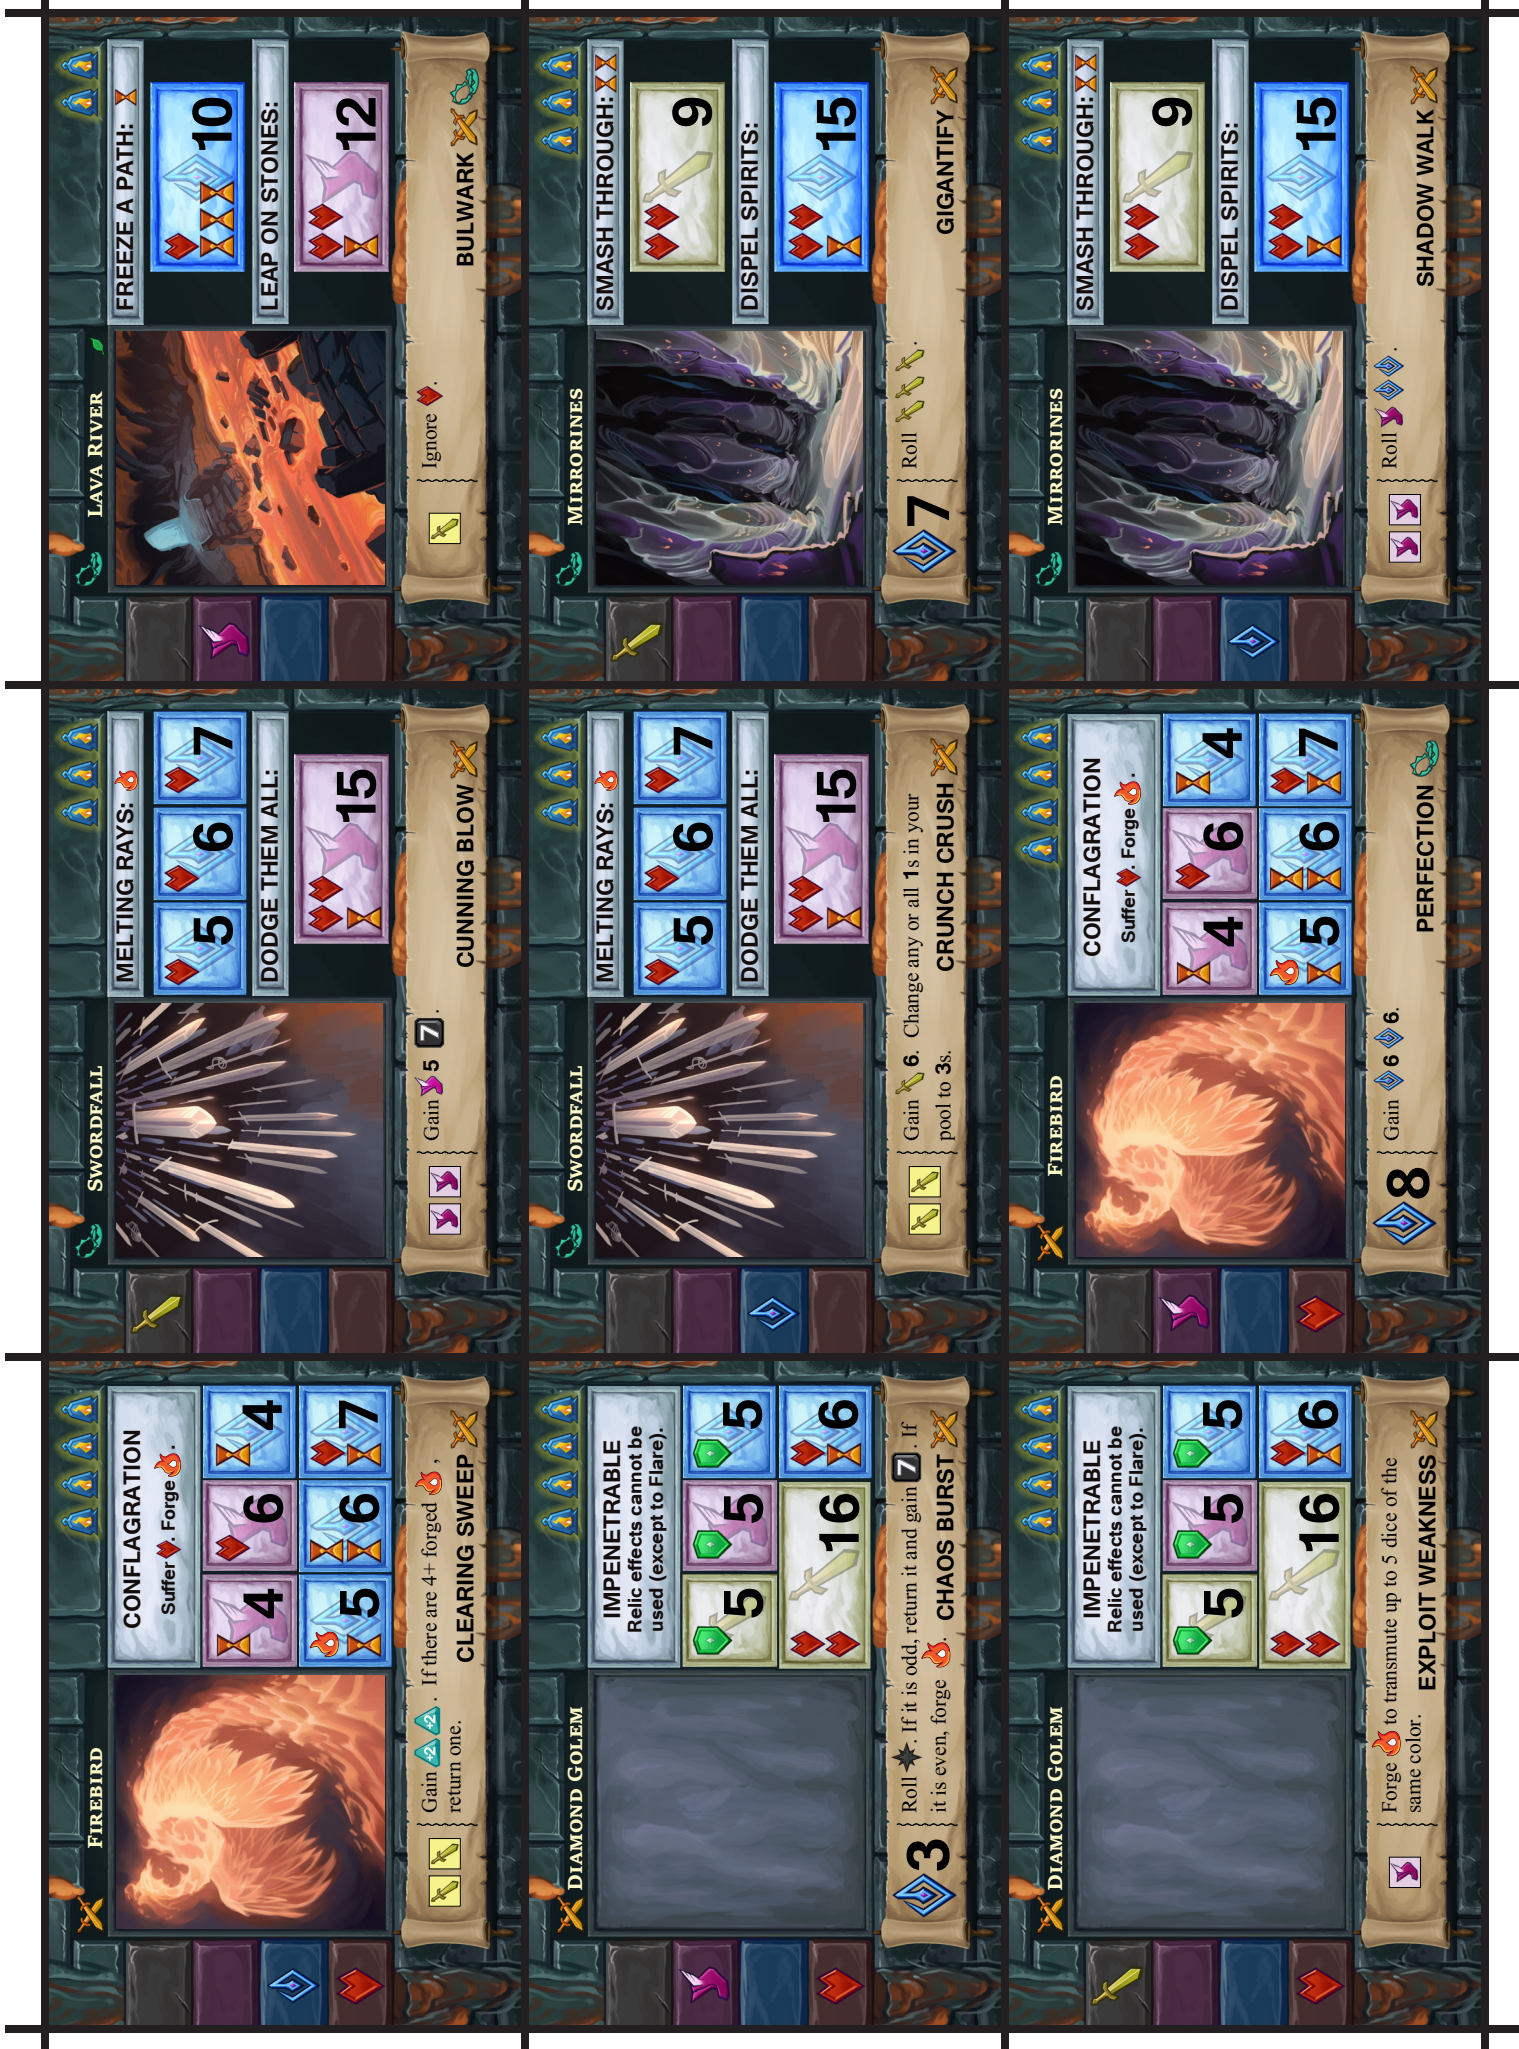 FIREBIRD
CONFLAGRATION
Suffer . Forge .
4 6 4
5 6 7
Gain +2 +2 . If there are 4+ forged ,
return one.
CLEARING SWEEP
SWORDFALL
MELTING RAYS:
5 6 7
DODGE THEM ALL:
15
Gain 5 7 .
CUNNING BLOW
LAVA RIVER
FREEZE A PATH:
10
LEAP ON STONES:
12
Ignore .
BULWARK
DIAMOND GOLEM
IMPENETRABLE
Relic effects cannot be
used (except to Flare).
5 5 5
16 6
3
Roll . If it is odd, return it and gain 7 . If
it is even, forge .
CHAOS BURST
SWORDFALL
MELTING RAYS:
5 6 7
DODGE THEM ALL:
15
Gain 6. Change any or all 1s in your
pool to 3s.
CRUNCH CRUSH
MIRRORINES
SMASH THROUGH:
9
DISPEL SPIRITS:
15
7
Roll .
GIGANTIFY
DIAMOND GOLEM
IMPENETRABLE
Relic effects cannot be
used (except to Flare).
5 5 5
16 6
Forge to transmute up to 5 dice of the
same color.
EXPLOIT WEAKNESS
FIREBIRD
CONFLAGRATION
Suffer . Forge .
4 6 4
5 6 7
8
Gain 6 6.
PERFECTION
MIRRORINES
SMASH THROUGH:
9
DISPEL SPIRITS:
15
Roll .
SHADOW WALK